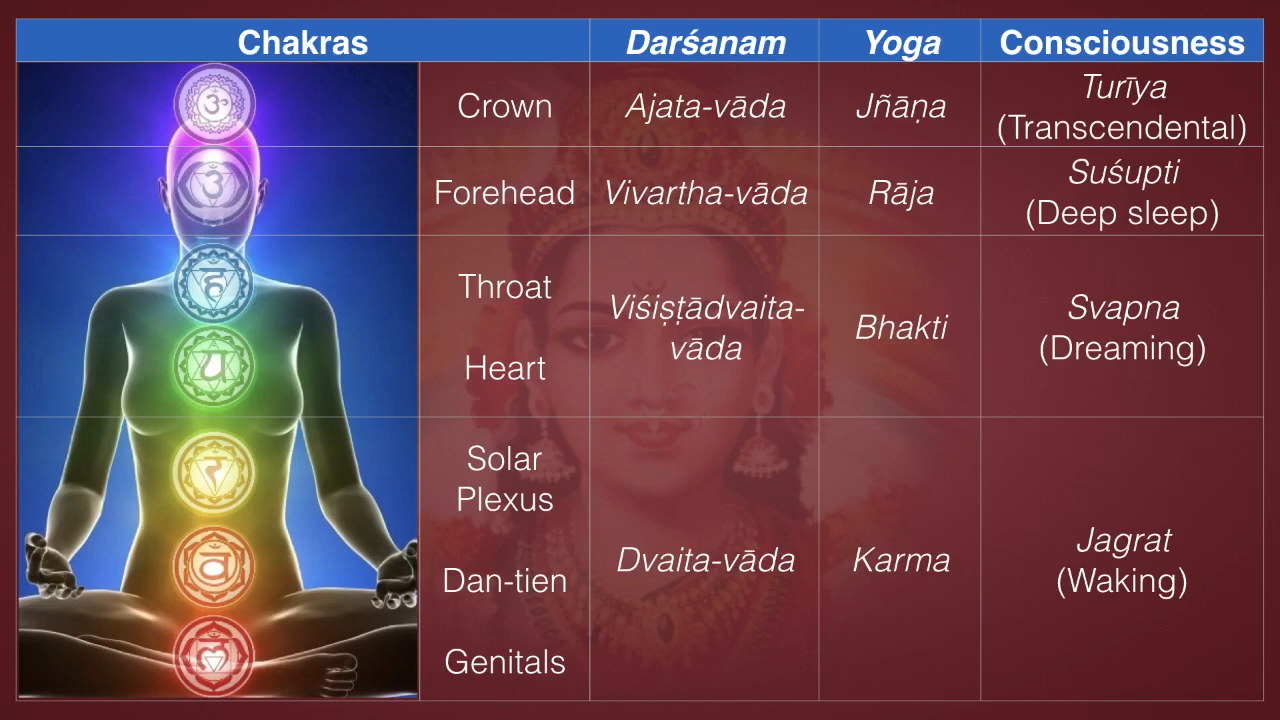 Chakras Darśanam Yoga Consciousness
ॐ
Crown Ajata-vāda Jñāṇa Turīya
(Transcendental)
ॐ
Forehead Vivartha-vāda Rāja Suśupti
(Deep sleep)
हं
Throat
Viśiṣṭādvaita-
vāda
Bhakti
Svapna
(Dreaming)
यं
Heart
रं
Solar
Plexus
वं
Dan-tien
Dvaita-vāda
Karma
Jagrat
(Waking)
Genitals